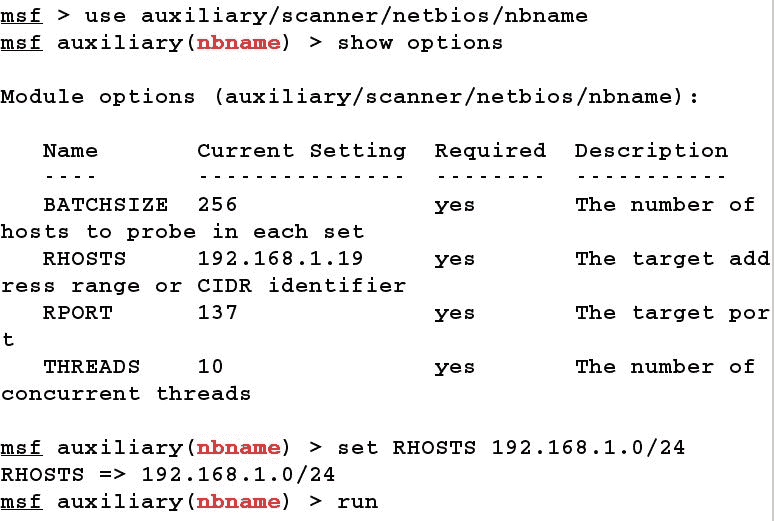 msf > use auxiliary/scanner/netbios/nbname
msf auxiliary(nbname) > show options

Module options (auxiliary/scanner/netbios/nbname):

   Name       Current Setting  Required  Description
   ----       ---------------  --------  -----------
   BATCHSIZE  256              yes       The number of
hosts to probe in each set
   RHOSTS     192.168.1.19     yes       The target add
ress range or CIDR identifier
   RPORT      137              yes       The target por
t
   THREADS    10               yes       The number of
concurrent threads

msf auxiliary(nbname) > set RHOSTS 192.168.1.0/24
RHOSTS => 192.168.1.0/24
msf auxiliary(nbname) > run